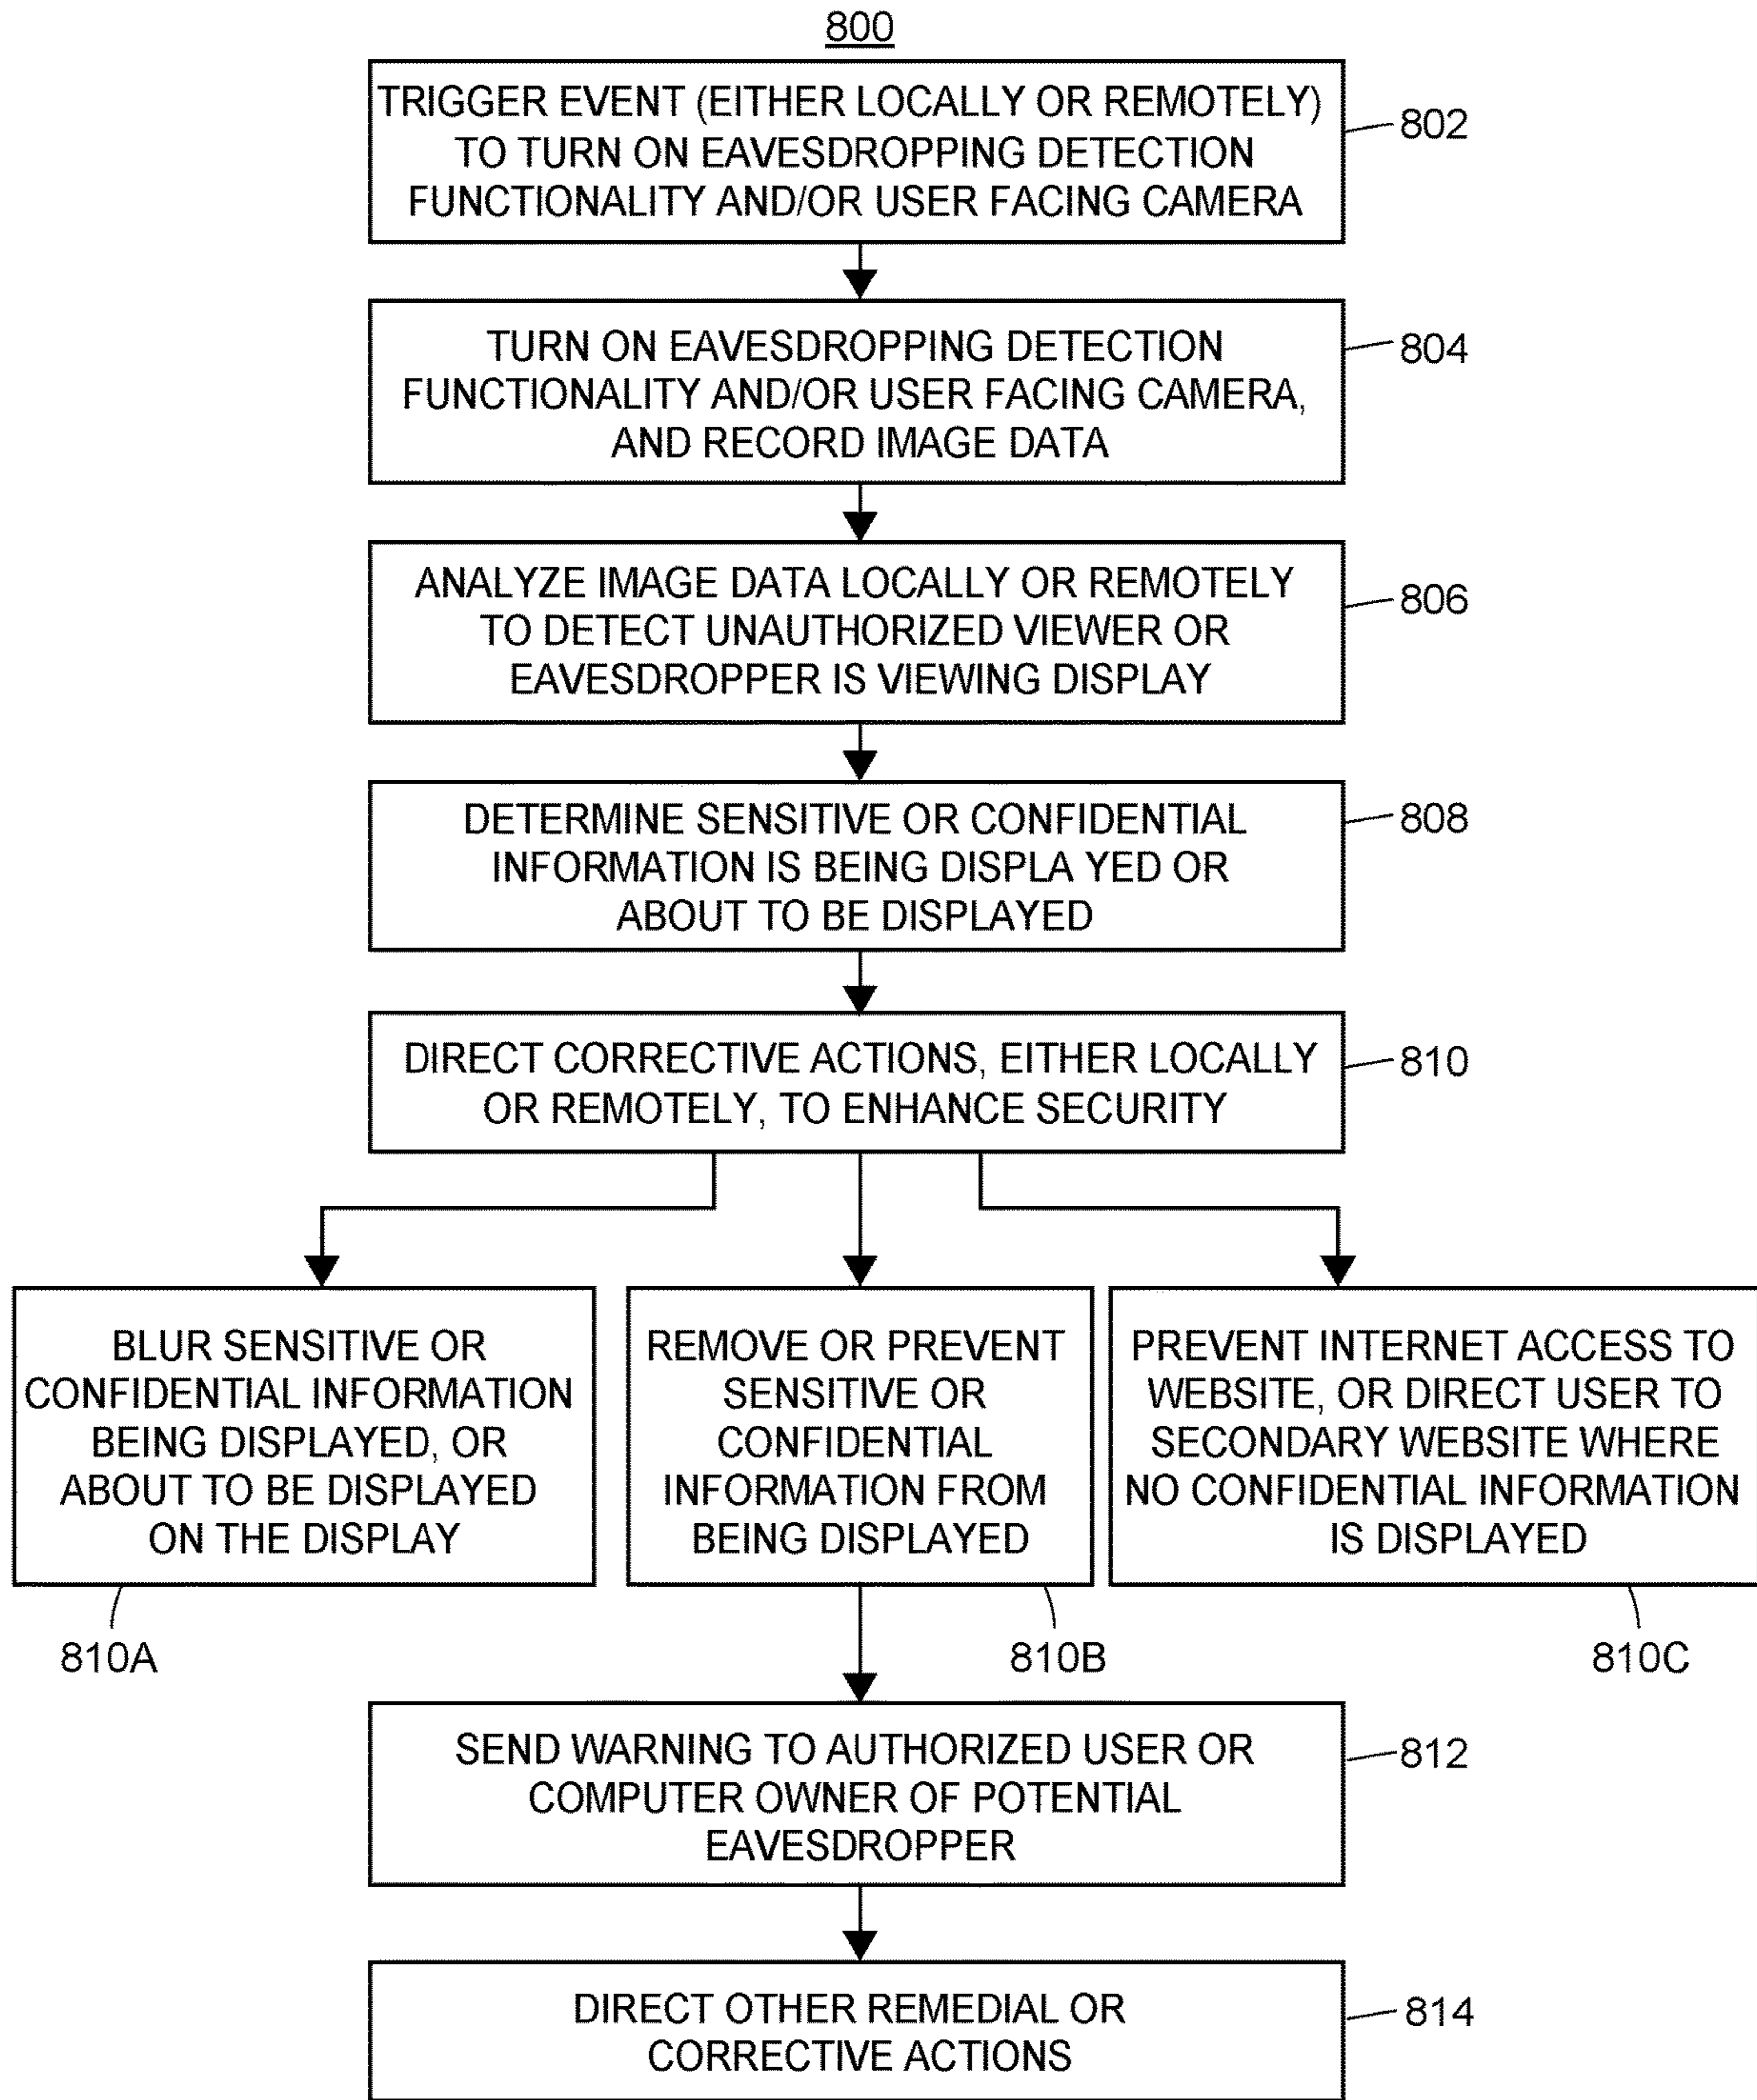 800
TRIGGER EVENT (EITHER LOCALLY OR REMOTELY)
TO TURN ON EAVESDROPPING DETECTION
FUNCTIONALITY AND/OR USER FACING CAMERA
802
TURN ON EAVESDROPPING DETECTION
FUNCTIONALITY AND/OR USER FACING CAMERA,
AND RECORD IMAGE DATA
804
ANALYZE IMAGE DATA LOCALLY OR REMOTELY
TO DETECT UNAUTHORIZED VIEWER OR
EAVESDROPPER IS VIEWING DISPLAY
806
DETERMINE SENSITIVE OR CONFIDENTIAL
INFORMATION IS BEING DISPLA YED OR
ABOUT TO BE DISPLAYED
808
DIRECT CORRECTIVE ACTIONS, EITHER LOCALLY
OR REMOTELY, TO ENHANCE SECURITY
810
BLUR SENSITIVE OR
CONFIDENTIAL INFORMATION
BEING DISPLAYED, OR
ABOUT TO BE DISPLAYED
ON THE DISPLAY
810A
REMOVE OR PREVENT
SENSITIVE OR
CONFIDENTIAL
INFORMATION FROM
BEING DISPLAYED
810B
PREVENT INTERNET ACCESS TO
WEBSITE, OR DIRECT USER TO
SECONDARY WEBSITE WHERE
NO CONFIDENTIAL INFORMATION
IS DISPLAYED
810C
SEND WARNING TO AUTHORIZED USER OR
COMPUTER OWNER OF POTENTIAL
EAVESDROPPER
812
DIRECT OTHER REMEDIAL OR
CORRECTIVE ACTIONS
814